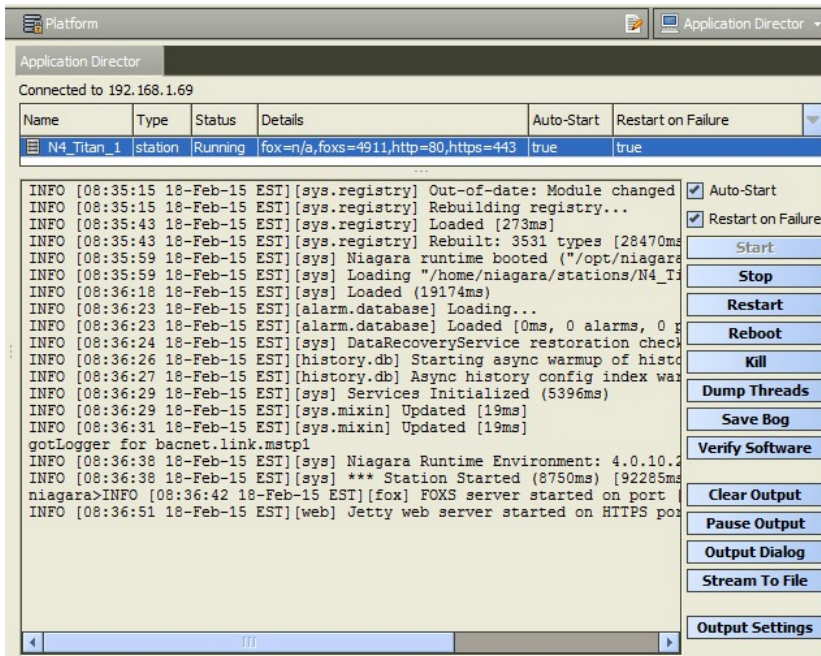 Platform
Application Director
Application Director
Connected to 192.168.1.69
Name Type Status Details Auto-Start Restart on Failure
N4_Titan_1 station Running fox=n/a,foxs=4911,http=80,https=443 true true
INFO [08:35:15 18-Feb-15 EST][sys.registry] Out-of-date: Module changed
INFO [08:35:15 18-Feb-15 EST][sys.registry] Rebuilding registry...
INFO [08:35:43 18-Feb-15 EST][sys.registry] Loaded [273ms]
INFO [08:35:43 18-Feb-15 EST][sys.registry] Rebuilt: 3531 types [28470ms
INFO [08:35:59 18-Feb-15 EST][sys] Niagara runtime booted ("/opt/niagara
INFO [08:35:59 18-Feb-15 EST][sys] Loading "/home/niagara/stations/N4_Ti
INFO [08:36:18 18-Feb-15 EST][sys] Loaded (19174ms)
INFO [08:36:23 18-Feb-15 EST][alarm.database] Loading...
INFO [08:36:23 18-Feb-15 EST][alarm.database] Loaded [0ms, 0 alarms, 0 p
INFO [08:36:24 18-Feb-15 EST][sys] DataRecoveryService restoration check
INFO [08:36:26 18-Feb-15 EST][history.db] Starting async warmup of histo
INFO [08:36:27 18-Feb-15 EST][history.db] Async history config index war
INFO [08:36:29 18-Feb-15 EST][sys] Services Initialized (5396ms)
INFO [08:36:29 18-Feb-15 EST][sys.mixin] Updated [19ms]
INFO [08:36:31 18-Feb-15 EST][sys.mixin] Updated [19ms]
gotLogger for bacnet.link.mstp1
INFO [08:36:38 18-Feb-15 EST][sys] Niagara Runtime Environment: 4.0.10.2
INFO [08:36:38 18-Feb-15 EST][sys] *** Station Started (8750ms) [92285ms
niagara>INFO [08:36:42 18-Feb-15 EST][fox] FOXS server started on port [
INFO [08:36:51 18-Feb-15 EST][web] Jetty web server started on HTTPS por
Auto-Start
Restart on Failure
Start
Stop
Restart
Reboot
Kill
Dump Threads
Save Bog
Verify Software
Clear Output
Pause Output
Output Dialog
Stream To File
Output Settings